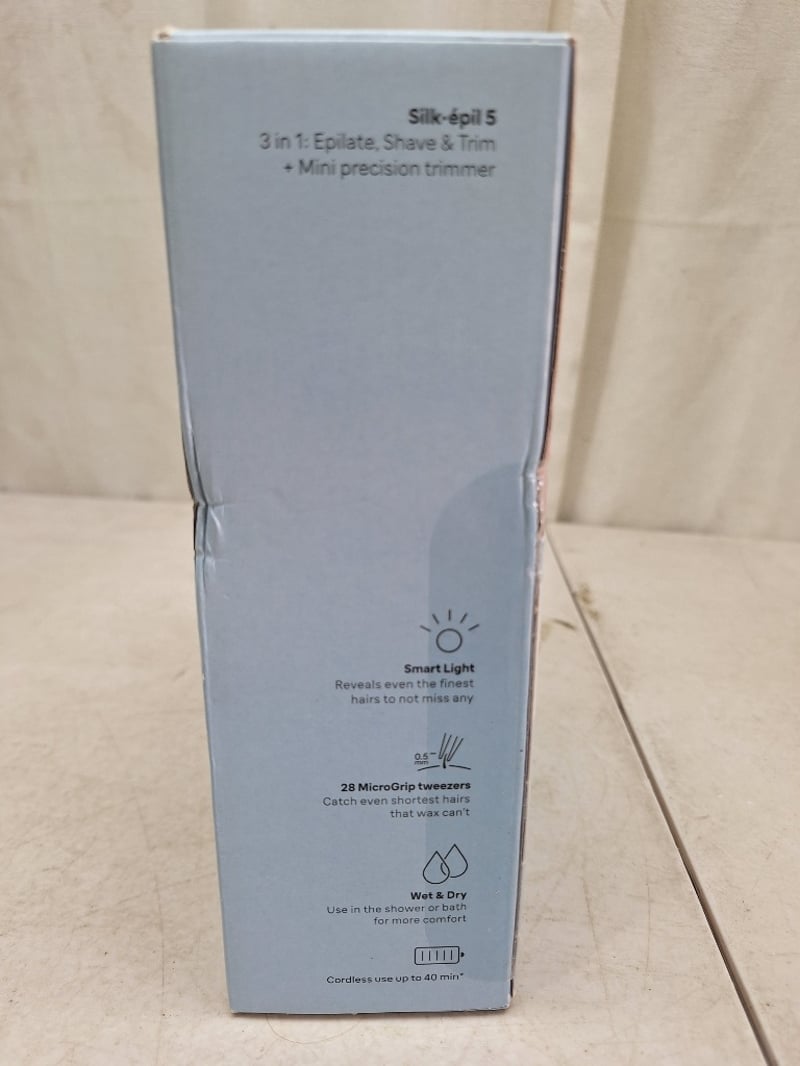 Silk-épil 5
3 in 1: Epilate, Shave & Trim
+ Mini precision trimmer
Smart Light
Reveals even the finest
hairs to not miss any
0.5
mm
28 MicroGrip tweezers
Catch even shortest hairs
that wax can't
Wet & Dry
Use in the shower or bath
for more comfort
Cordless use up to 40 min*